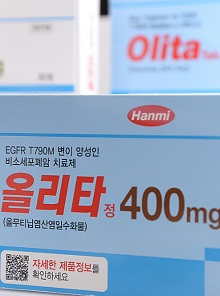 Olita
Hanmi
EGFR T790M 변이 양성인
비소세포폐암 치료제
올리타정 400mg
(올무티닙염산염일수화물)
자세한 제품정보를
확인하세요